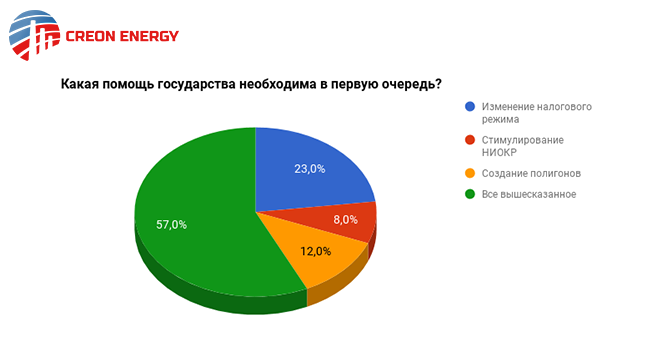 CREON ENERGY
Какая помощь государства необходима в первую очередь?
Изменение налогового
режима
Стимулирование
НИОКР
Создание полигонов
Все вышесказанное
23,0%
8,0%
12,0%
57,0%